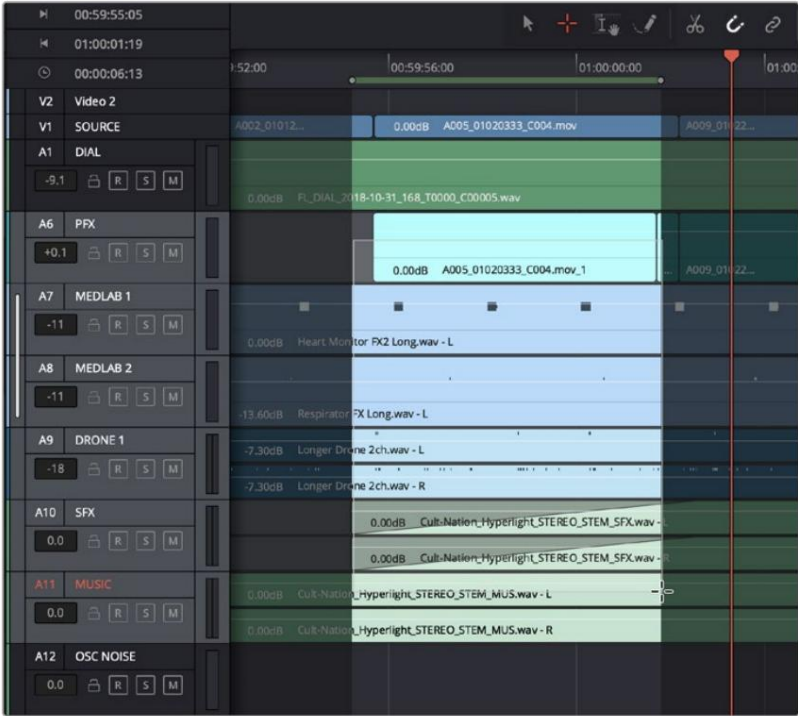 00:59:55:05
01:00:01:19
00:00:06:13
):52:00 00:59:56:00 01:00:00:00 01:00
V2 Video 2
V1 SOURCE A002_01012... 0.00dB A005_01020333_C004.mov A009_01022...
A1 DIAL
-9.1 R S M
0.00dB FL_DIAL_2018-10-31_168_T0000_C00005.wav
A6 PFX
+0.1 R S M
0.00dB A005_01020333_C004.mov_1 ... A009_01022...
A7 MEDLAB 1
-11 R S M
0.00dB Heart Monitor FX2 Long.wav - L
A8 MEDLAB 2
-11 R S M
-13.60dB Respirator FX Long.wav - L
A9 DRONE 1
-7.30dB Longer Drone 2ch.wav - L
-18 R S M
-7.30dB Longer Drone 2ch.wav - R
A10 SFX
0.00dB Cult-Nation_Hyperlight_STEREO_STEM_SFX.wav - L
0.0 R S M
0.00dB Cult-Nation_Hyperlight_STEREO_STEM_SFX.wav - R
A11 MUSIC
0.00dB Cult-Nation_Hyperlight_STEREO_STEM_MUS.wav - L
0.0 R S M
0.00dB Cult-Nation_Hyperlight_STEREO_STEM_MUS.wav - R
A12 OSC NOISE
0.0 R S M